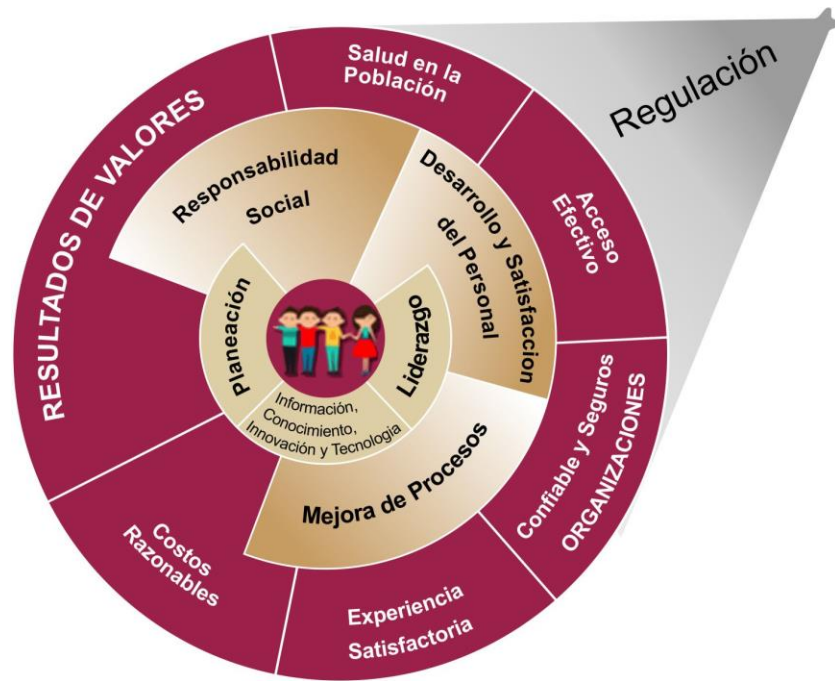 Regulación
RESULTADOS DE VALORES
Salud en la
Población
Acceso
Efectivo
Confiable y Seguros
ORGANIZACIONES
Experiencia
Satisfactoria
Costos
Razonables
Responsabilidad
Social
Desarrollo y Satisfaccion
del Personal
Mejora de Procesos
Planeación
Liderazgo
Información,
Conocimiento,
Innovación y Tecnologia